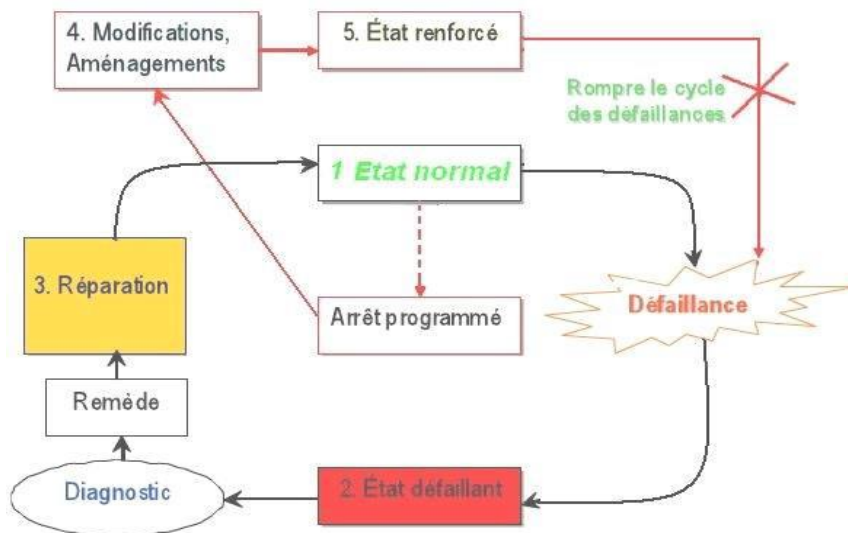 4. Modifications,
Aménagements
5. État renforcé
Rompre le cycle
des défaillances
1 Etat normal
3. Réparation
Arrêt programmé
Défaillance
Remède
Diagnostic
2. État défaillant